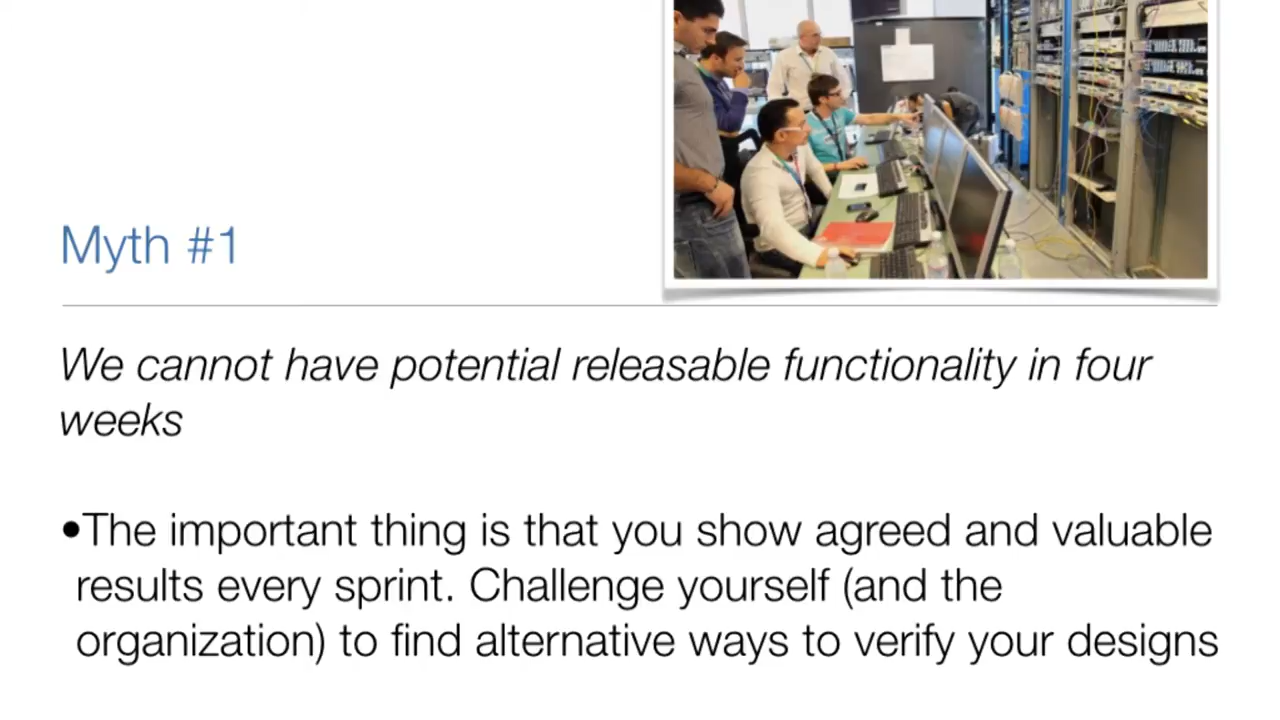 Myth #1
We cannot have potential releasable functionality in four
weeks
•The important thing is that you show agreed and valuable
results every sprint. Challenge yourself (and the
organization) to find alternative ways to verify your designs